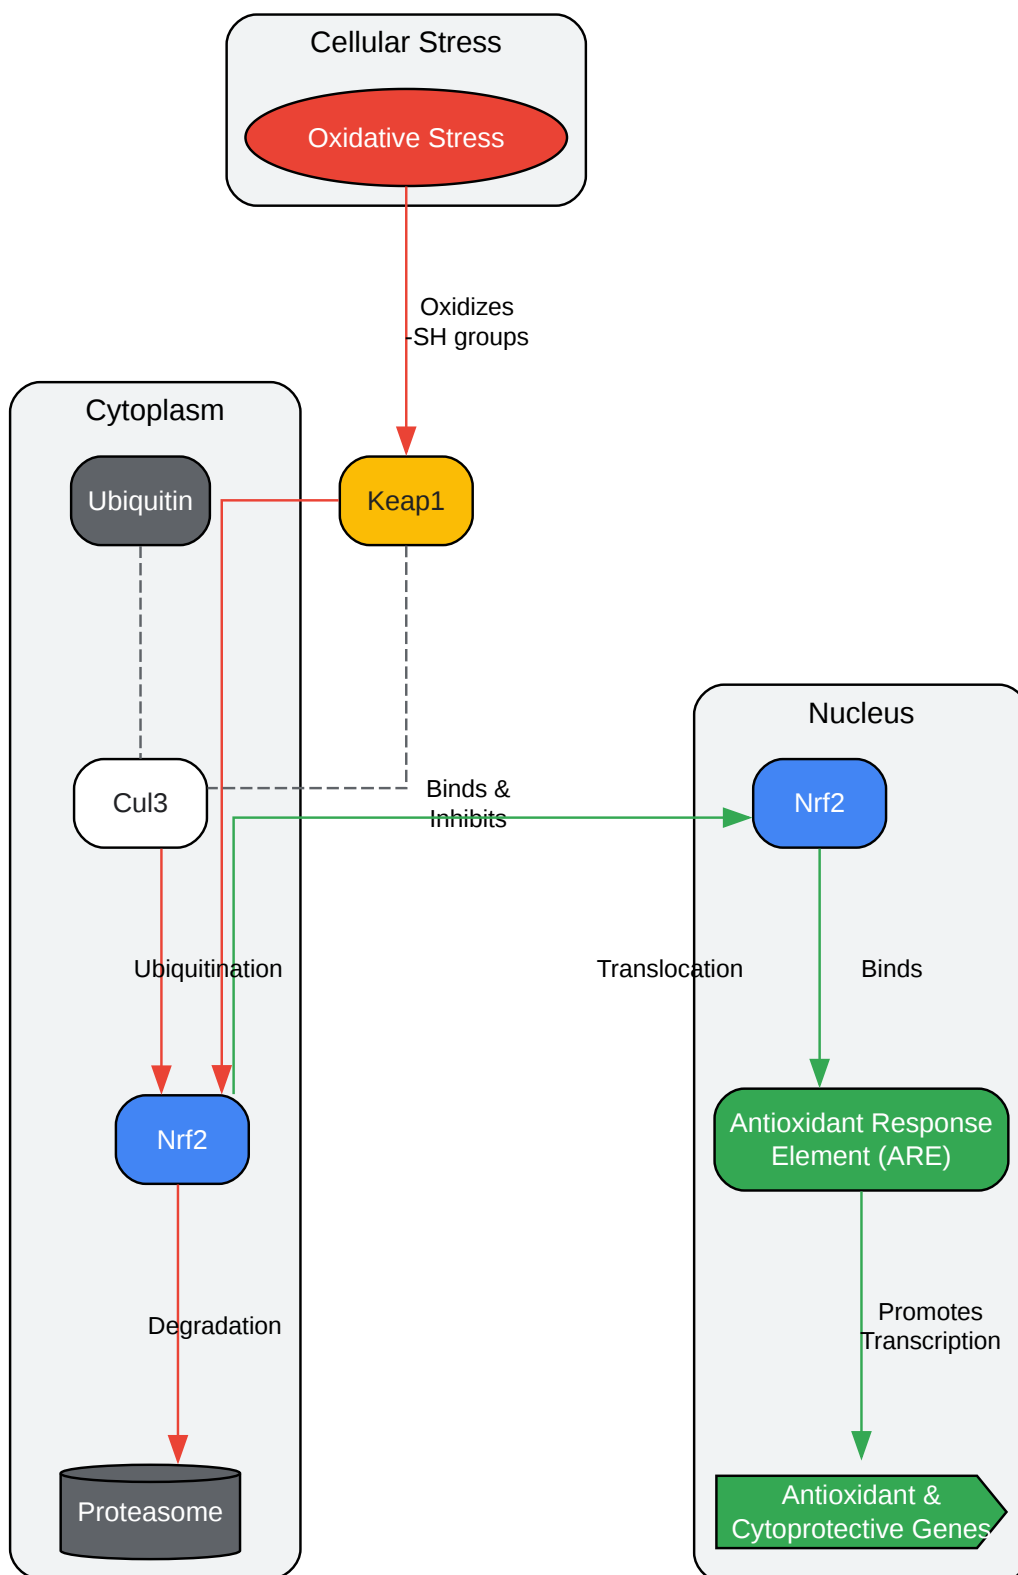 Cellular Stress
Oxidative Stress
Oxidizes
-SH groups
Cytoplasm
Ubiquitin
Keap1
Nucleus
Cul3
Binds &
Inhibits
Nrf2
Ubiquitination
Translocation
Binds
Nrf2
Antioxidant Response
Element (ARE)
Degradation
Promotes
Transcription
Proteasome
Antioxidant &
Cytoprotective Genes